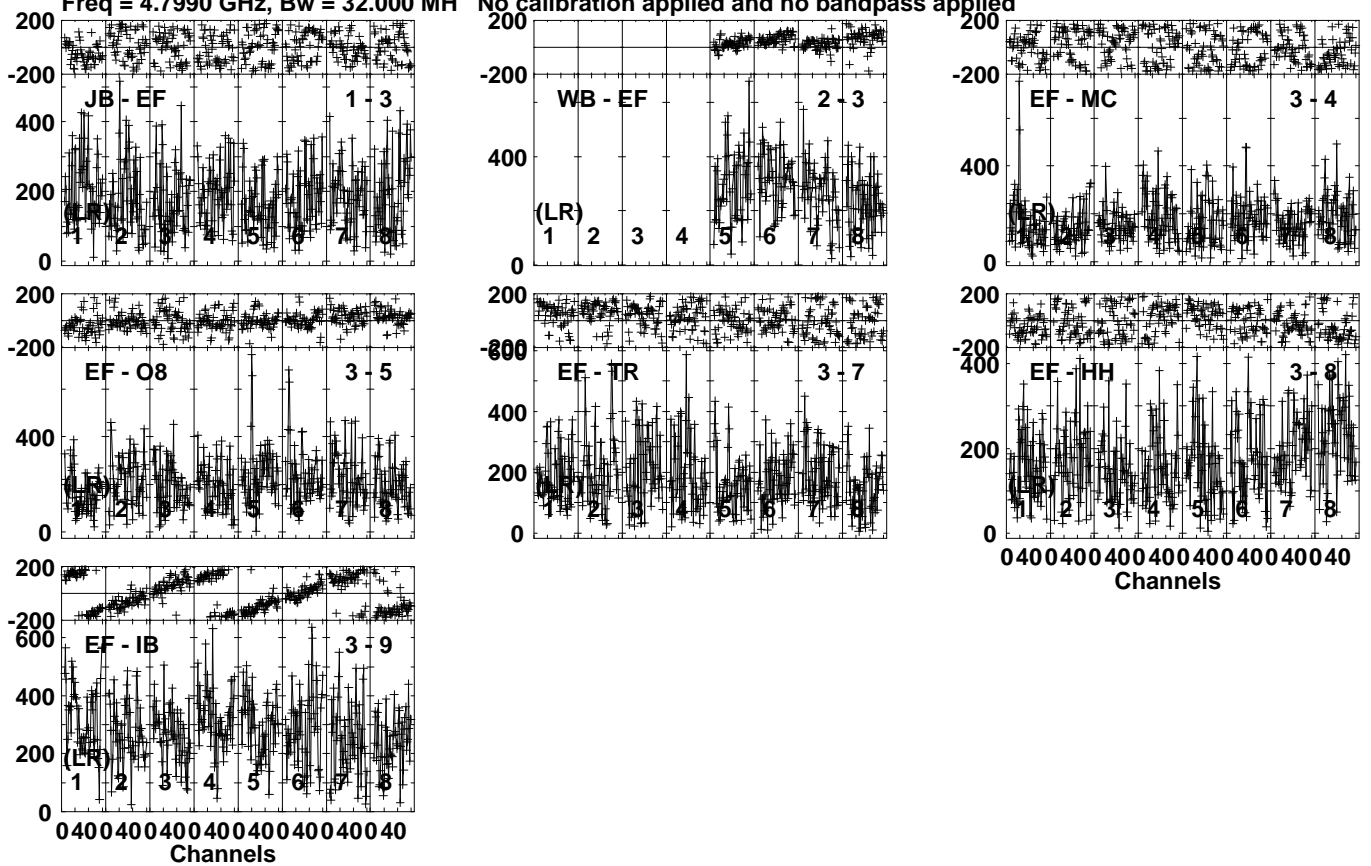 Freq = 4.7990 GHz, Bw = 32.000 MH No calibration applied and no bandpass applied
200
-200
JB - EF 1 - 3
400
200
0
(LR)
1 2 3 4 5 6 7 8
200
-200
WB - EF 2 - 3
400
0
(LR)
1 2 3 4 5 6 7 8
200
-200
EF - MC 3 - 4
400
200
0
(LR)
1 2 3 4 5 6 7 8
200
-200
EF - O8 3 - 5
400
200
0
(LR)
1 2 3 4 5 6 7 8
200
-200
600
EF - TR 3 - 7
400
200
0
(LR)
1 2 3 4 5 6 7 8
200
-200
400
EF - HH 3 - 8
200
0
(LR)
1 2 3 4 5 6 7 8
0 40 0 40 0 40 0 40 0 40 0 40 0 40 0 40
Channels
200
-200
600
EF - IB 3 - 9
400
200
0
(LR)
1 2 3 4 5 6 7 8
0 40 0 40 0 40 0 40 0 40 0 40 0 40 0 40
Channels